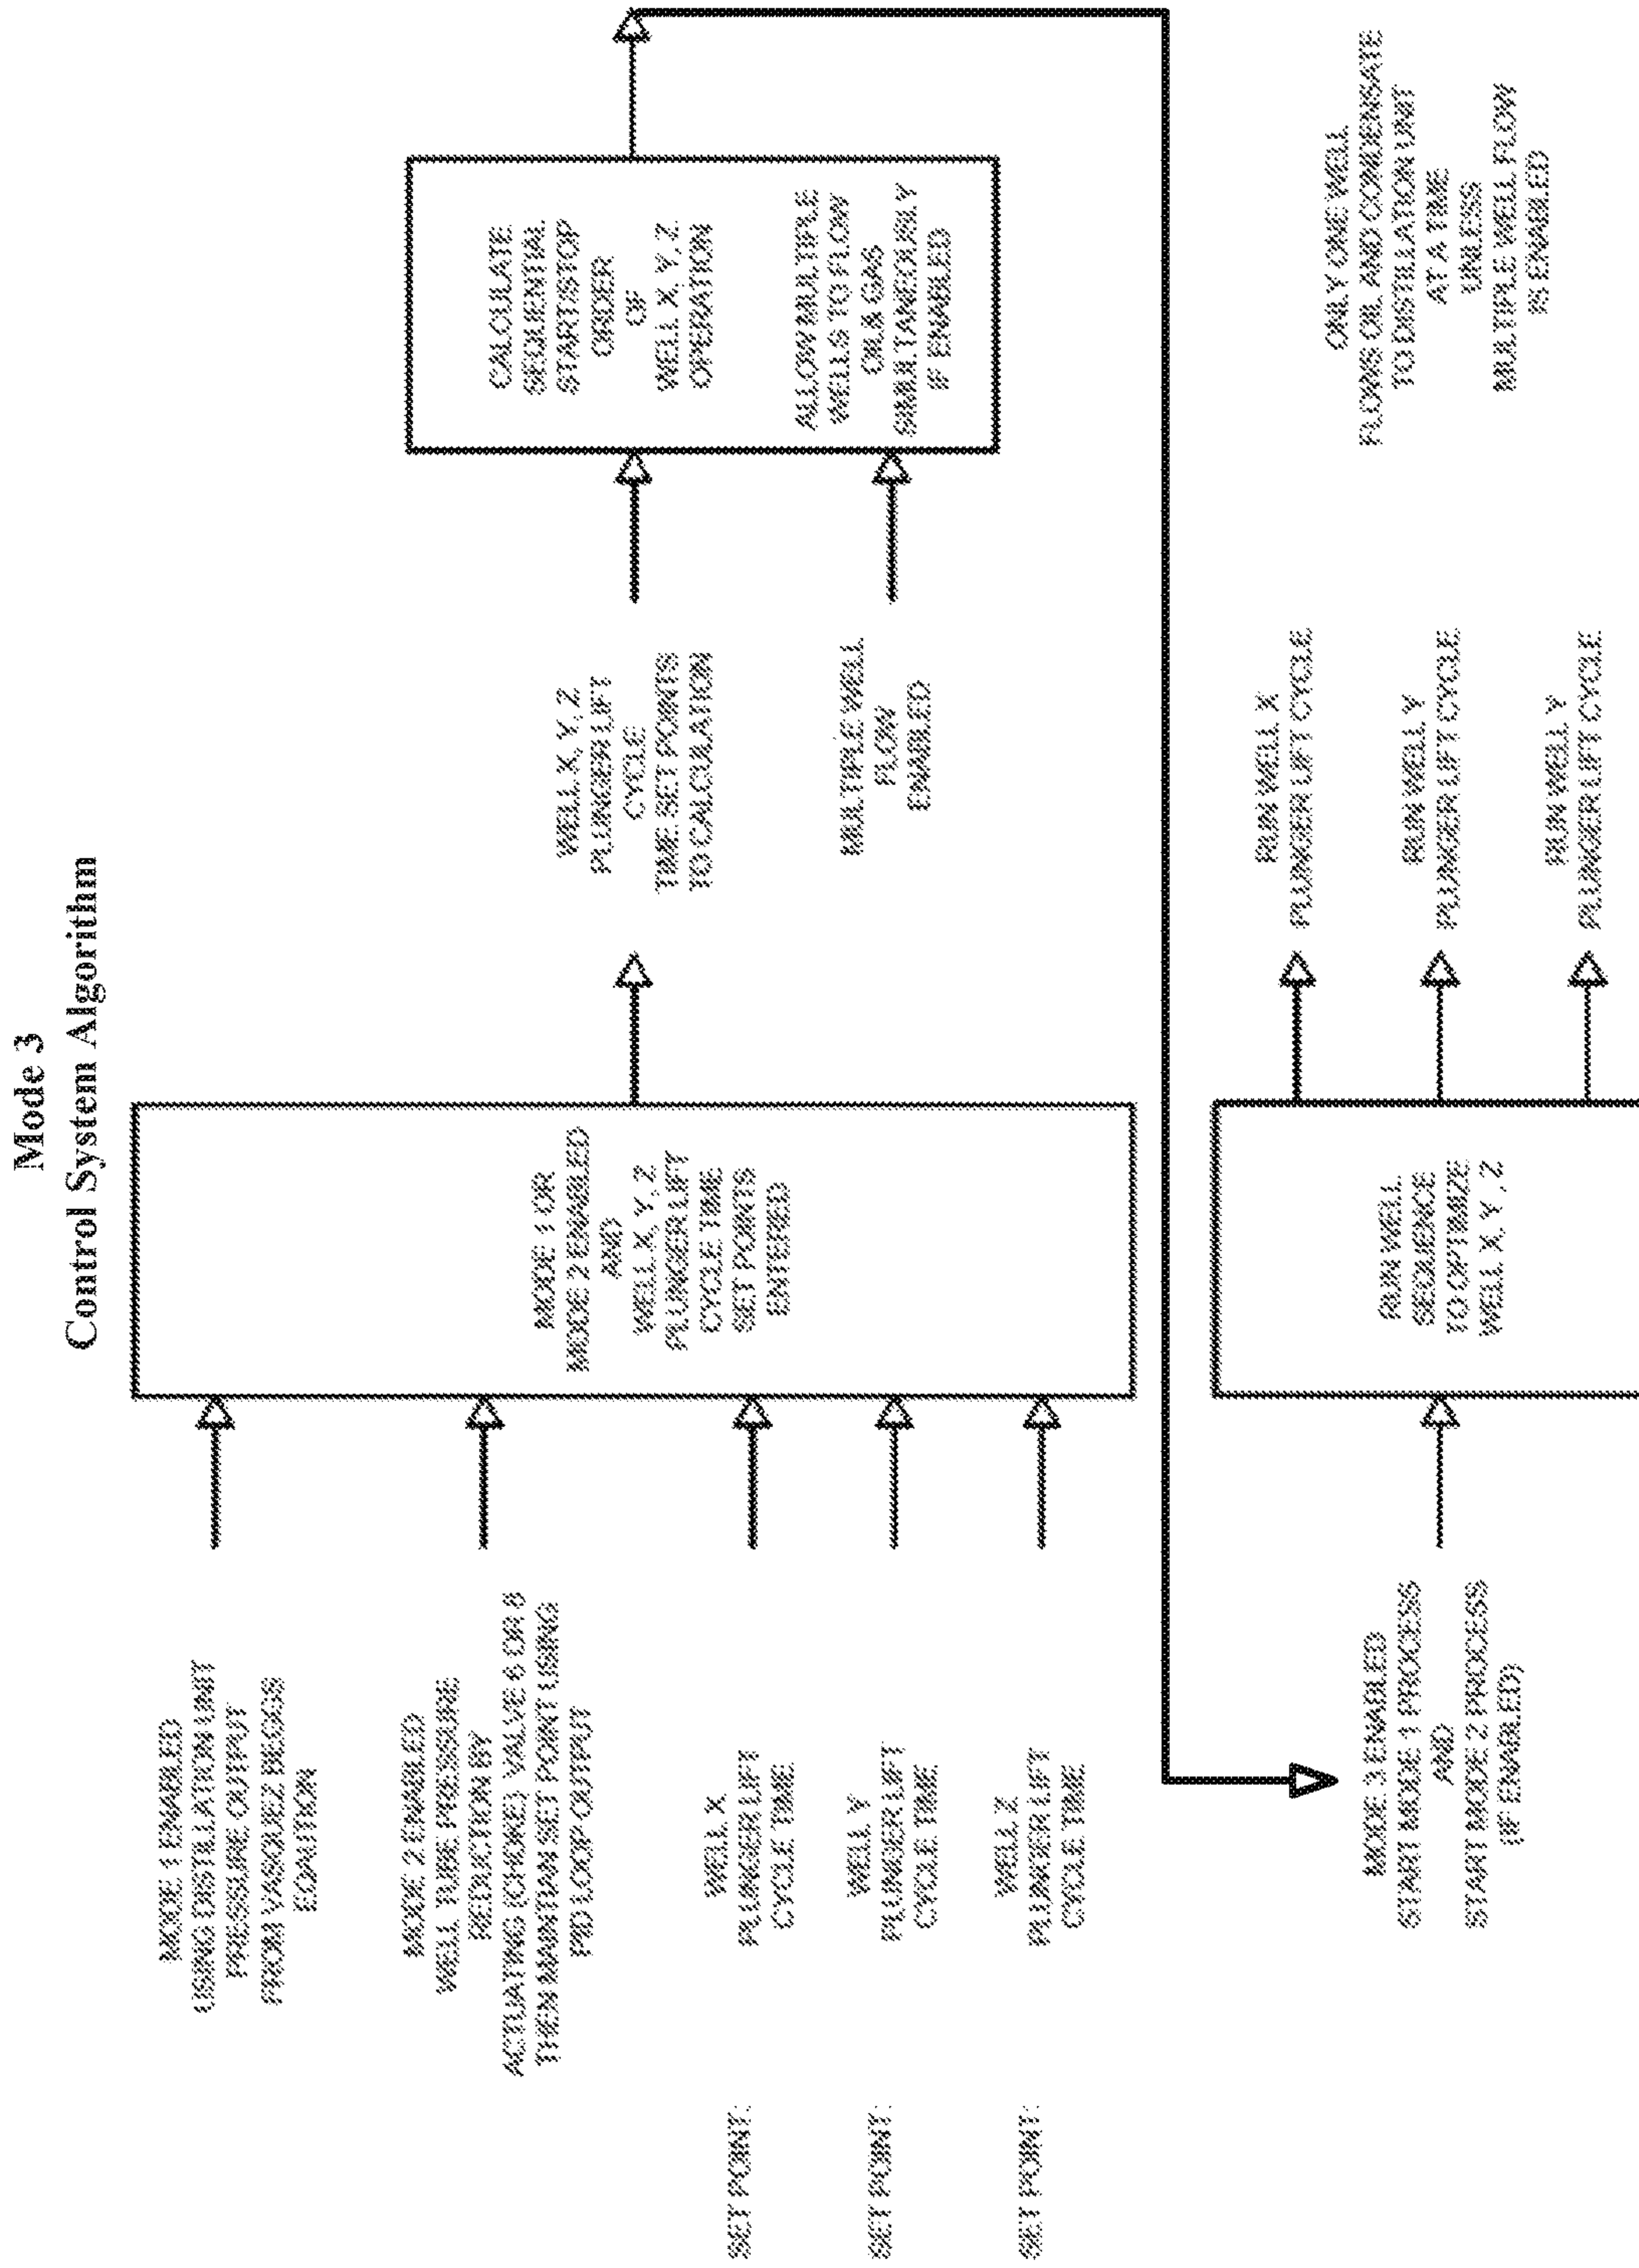 Mode 3
Control System Algorithm
MODE 1 ENABLED
USING DISTILLATION UNIT
PRESSURE OUTPUT
FROM VASQUEZ BEGGS
EQAUTION
MODE 2 ENABLED
WELL TUBE PRESSURE
REDUCTION BY
ACTUATING (CHOKE) VALVE 6 OR 8
THEN MAINTIAN SET POINT USING
PID LOOP OUTPUT
SET POINT:
WELL X
PLUNGER LIFT
CYCLE TIME
SET POINT:
WELL Y
PLUNGER LIFT
CYCLE TIME
SET POINT:
WELL Z
PLUNGER LIFT
CYCLE TIME
MODE 1 OR
MODE 2 ENABLED
AND
WELL X, Y, Z
PLUNGER LIFT
CYCLE TIME
SET POINTS
ENTERED
WELL X, Y, Z
PLUNGER LIFT
CYCLE
TIME SET POINTS
TO CALCULATION
MULTIPLE WELL
FLOW
ENABLED
CALCULATE
SEQUENTIAL
START/STOP
ORDER
OF
WELL X, Y, Z
OPERATION
ALLOW MULTIPLE
WELLS TO FLOW
OIL & GAS
SIMULTANEOUSLY
IF ENABLED
MODE 3 ENABLED
START MODE 1 PROCESS
AND
START MODE 2 PROCESS
(IF ENABLED)
RUN WELL
SEQUENCE
TO OPTIMIZE
WELL X, Y, Z
RUN WELL X
PLUNGER LIFT CYCLE
RUN WELL Y
PLUNGER LIFT CYCLE
RUN WELL Y
PLUNGER LIFT CYCLE
ONLY ONE WELL
FLOWS OIL AND CONDENSATE
TO DISTILLATION UNIT
AT A TIME
UNLESS
MULTIPLE WELL FLOW
IS ENABLED